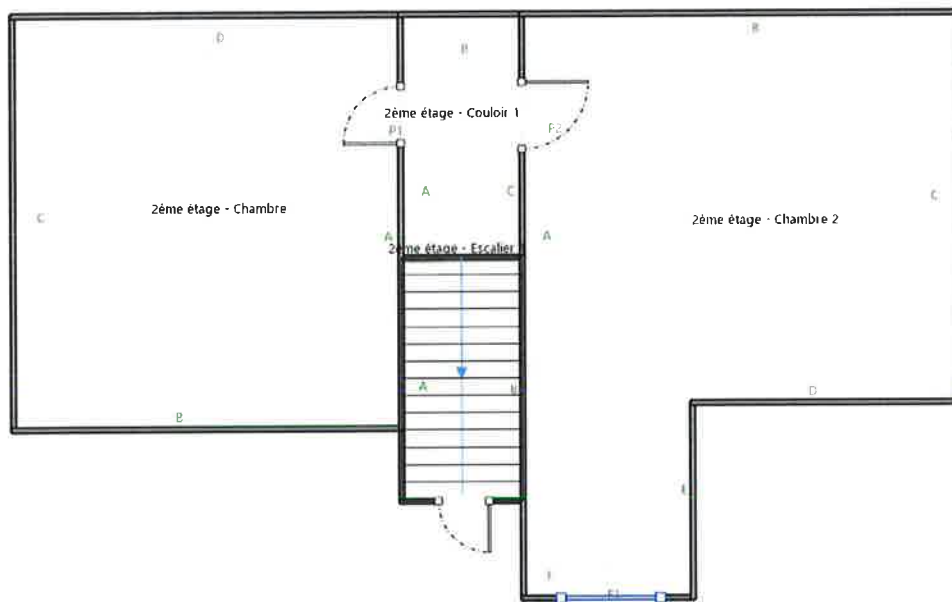 D
B
B
2ème étage - Couloir 1
P1
P2
A
C
C
2ème étage - Chambre
C
2ème étage - Chambre 2
A
A
2ème étage - Escalier
A
D
B
F1